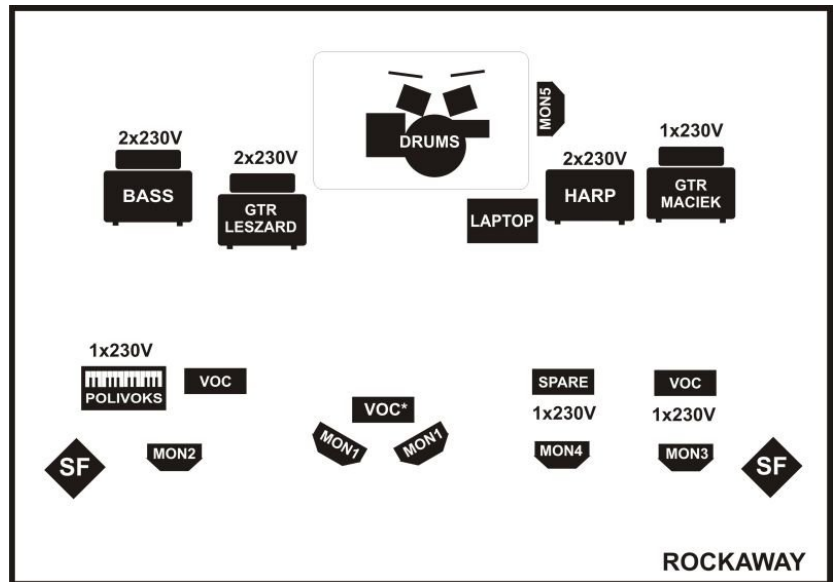 MON5
2x230V
2x230V
DRUMS
2x230V
1x230V
BASS
GTR
LESZARD
LAPTOP
HARP
GTR
MACIEK
1x230V
POLIVOKS
VOC
VOC*
SPARE
1x230V
VOC
1x230V
SF
MON2
MON1
MON1
MON4
MON3
SF
ROCKAWAY